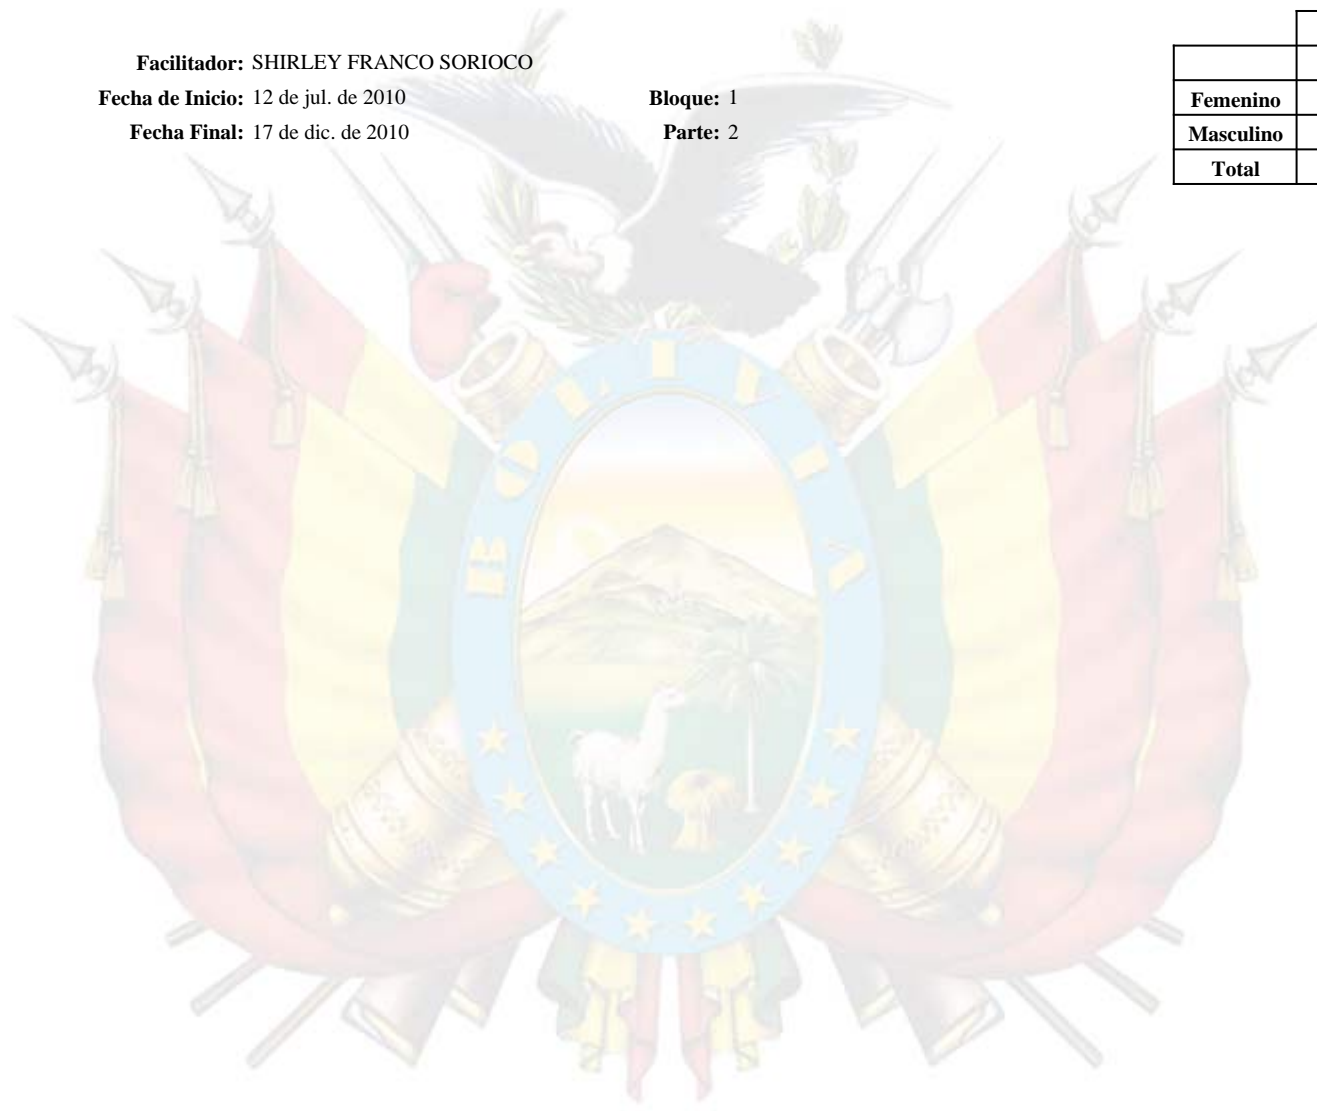 Facilitador: SHIRLEY FRANCO SORIOCO
Fecha de Inicio: 12 de jul. de 2010 Bloque: 1
Fecha Final: 17 de dic. de 2010 Parte: 2
Femenino
Masculino
Total
BOLIVIA